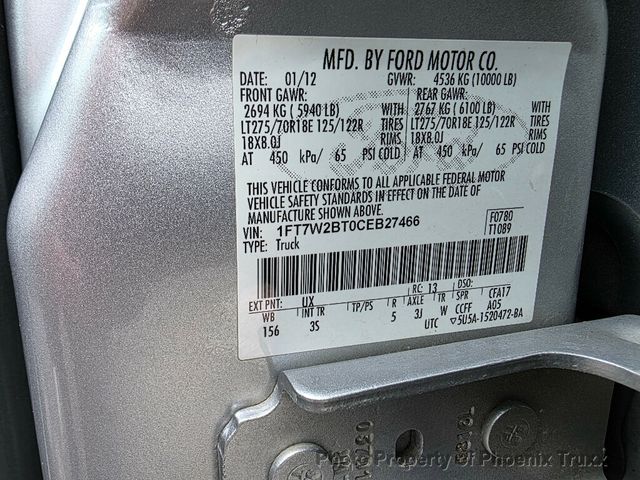 MFD. BY FORD MOTOR CO.
DATE: 01/12 GVWR: 4536 KG (10000 LB)
FRONT GAWR: REAR GAWR:
2694 KG ( 5940 LB) WITH 2767 KG ( 6100 LB) WITH
LT275/70R18E 125/122R TIRES LT275/70R18E 125/122R TIRES
18X8.0J RIMS 18X8.0J RIMS
AT 450 kPa/ 65 PSI COLD AT 450 kPa/ 65 PSI COLD
THIS VEHICLE CONFORMS TO ALL APPLICABLE FEDERAL MOTOR
VEHICLE SAFETY STANDARDS IN EFFECT ON THE DATE OF
MANUFACTURE SHOWN ABOVE.
VIN: 1FT7W2BT0CEB27466 F0780
TYPE: Truck T1089
EXT PNT: UX RC: 13 DSO:
WB INT TR TP/PS R AXLE TR SPR CFA17
156 3S 5 3J W CCFF A05
UTC ▽5U5A-1520472-BA
Photo Property of Phoenix Truxx